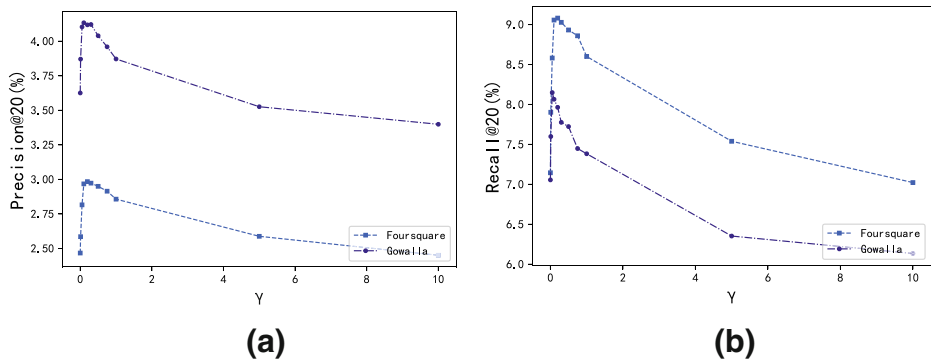 Precision@20(%)
4.00
3.75
3.50
3.25
3.00
2.75
2.50
0 2 4 6 8 10
γ
Foursquare
Gowalla
(a)
Recall@20(%)
9.0
8.5
8.0
7.5
7.0
6.5
6.0
0 2 4 6 8 10
γ
Foursquare
Gowalla
(b)